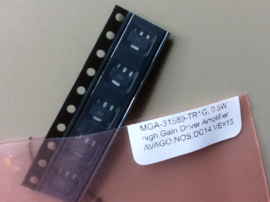 MGA-31589-TR1G, 0.5W
High Gain Driver Amplifier
AVAGO,NOS,DC14,VE=15